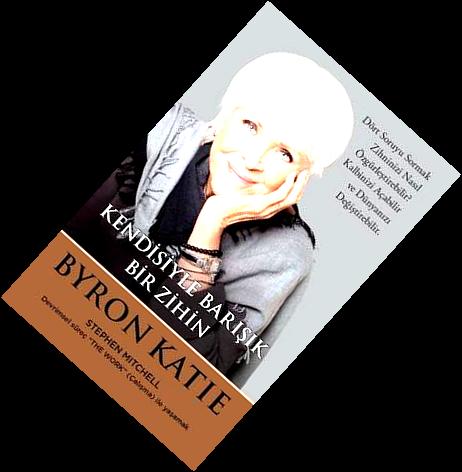 Dört Soruyu Sormak
Zihninizi Nasıl
Özgürleştirebilir?
Kalbinizi Açabilir
ve Dünyanızı
Değiştirebilir.
KENDİSİYLE BARIŞIK
BİR ZİHİN
BYRON KATIE
STEPHEN MITCHELL
Devrimsel süreç "THE WORK" (Çalışma) ile yaşamak